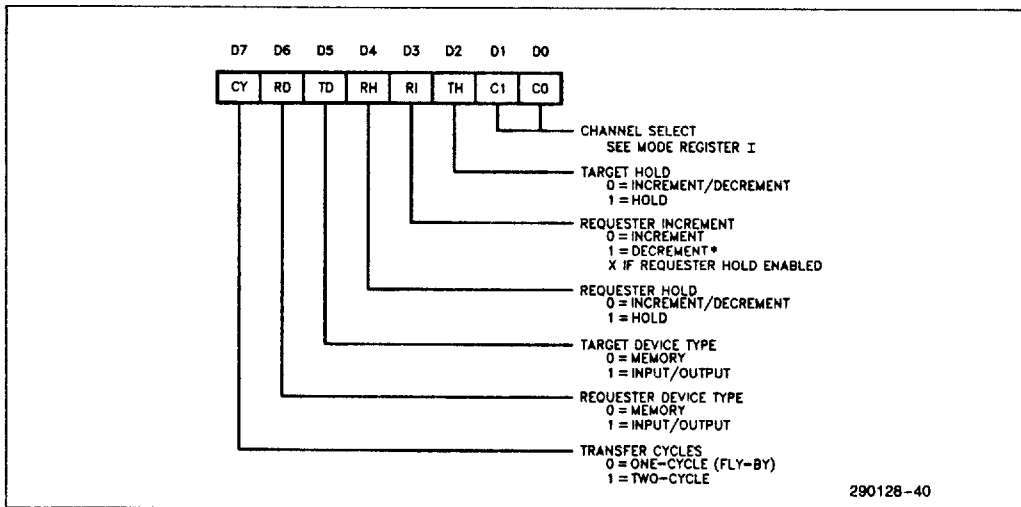 D7 D6 D5 D4 D3 D2 D1 D0
CY RD TD RH RI TH C1 C0
CHANNEL SELECT
SEE MODE REGISTER I
TARGET HOLD
0 = INCREMENT/DECREMENT
1 = HOLD
REQUESTER INCREMENT
0 = INCREMENT
1 = DECREMENT*
X IF REQUESTER HOLD ENABLED
REQUESTER HOLD
0 = INCREMENT/DECREMENT
1 = HOLD
TARGET DEVICE TYPE
0 = MEMORY
1 = INPUT/OUTPUT
REQUESTER DEVICE TYPE
0 = MEMORY
1 = INPUT/OUTPUT
TRANSFER CYCLES
0 = ONE-CYCLE (FLY-BY)
1 = TWO-CYCLE
290128-40